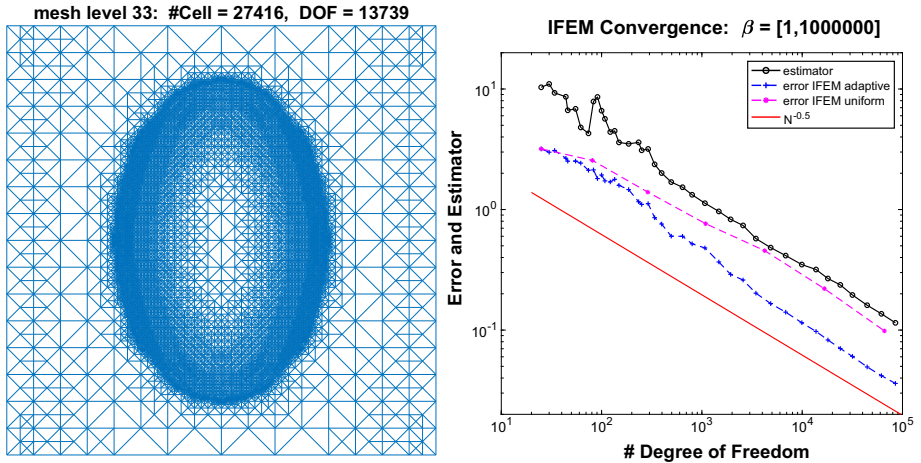 mesh level 33: #Cell = 27416, DOF = 13739
IFEM Convergence: β = [1,1000000]
estimator
error IFEM adaptive
error IFEM uniform
N^-0.5
Error and Estimator
10^1
10^0
10^-1
10^1 10^2 10^3 10^4 10^5
# Degree of Freedom